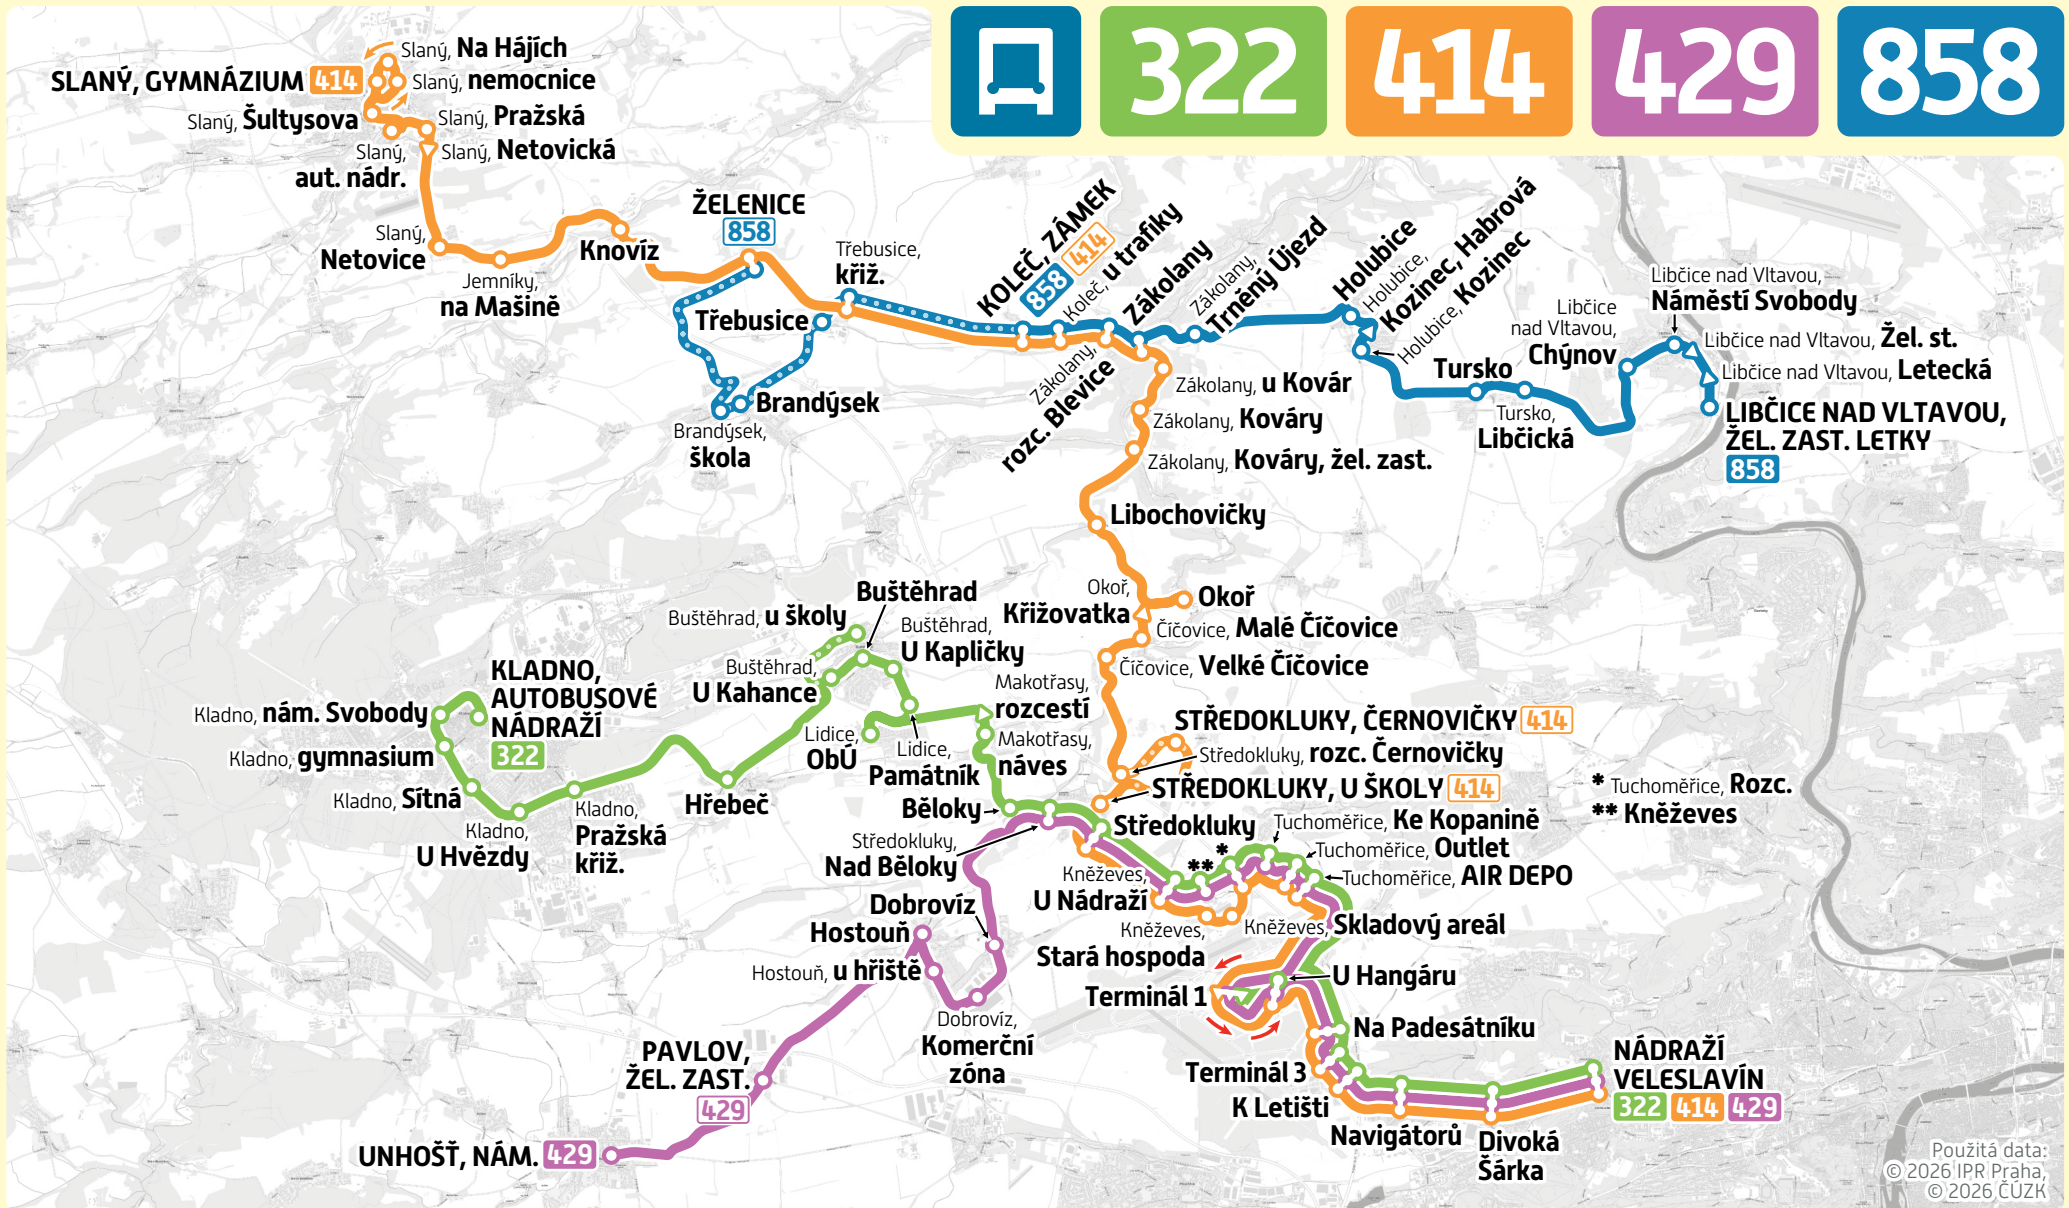 322
414
429
858
Slaný, Na Hájích
SLANÝ, GYMNÁZIUM 414
Slaný, nemocnice
Slaný, Šultysova
Slaný, Pražská
Slaný, Netovická
Slaný,
aut. nádr.
Slaný,
Netovice
Jemníky,
na Mašině
Knovíz
ŽELENICE
858
Třebusice
Třebusice,
křiž.
Brandýsek
Brandýsek,
škola
KOLEČ, ZÁMEK
858 414
Koleč, u trafiky
Zákolany
Zákolany,
Trněný Újezd
Zákolany,
rozc. Blevice
Holubice
Holubice,
Kozinec, Habrová
Holubice, Kozinec
Tursko
Tursko,
Libčická
Libčice
nad Vltavou,
Chýnov
Libčice nad Vltavou,
Náměstí Svobody
Libčice nad Vltavou, Žel. st.
Libčice nad Vltavou, Letecká
LIBČICE NAD VLTAVOU,
ŽEL. ZAST. LETKY
858
Zákolany, u Kovár
Zákolany, Kováry
Zákolany, Kováry, žel. zast.
Libochovičky
Okoř,
Křižovatka
Okoř
Číčovice, Malé Číčovice
Číčovice, Velké Číčovice
STŘEDOKLUKY, ČERNOVIČKY 414
Středokluky, rozc. Černovičky
STŘEDOKLUKY, U ŠKOLY 414
Buštěhrad
Buštěhrad, u školy
Buštěhrad,
U Kapličky
Buštěhrad,
U Kahance
KLADNO,
AUTOBUSOVÉ
NÁDRAŽÍ
322
Kladno, nám. Svobody
Kladno, gymnasium
Kladno, Sítná
Kladno,
U Hvězdy
Kladno,
Pražská
křiž.
Hřebeč
Lidice,
ObÚ
Lidice,
Památník
Makotřasy,
rozcestí
Makotřasy,
náves
Běloky
Středokluky,
Nad Běloky
Středokluky
Tuchoměřice, Ke Kopanině
Tuchoměřice, Outlet
Tuchoměřice, AIR DEPO
*
**
* Tuchoměřice, Rozc.
** Kněževes
Kněževes,
U Nádraží
Kněževes,
Stará hospoda
Kněževes, Skladový areál
Dobrovíz
Hostouň
Hostouň, u hřiště
Dobrovíz,
Komerční
zóna
PAVLOV,
ŽEL. ZAST.
429
UNHOŠŤ, NÁM. 429
Terminál 1
U Hangáru
Na Padesátníku
Terminál 3
K Letišti
Navigátorů
Divoká
Šárka
NÁDRAŽÍ
VELESLAVÍN
322 414 429
Použitá data:
© 2026 IPR Praha,
© 2026 ČÚZK